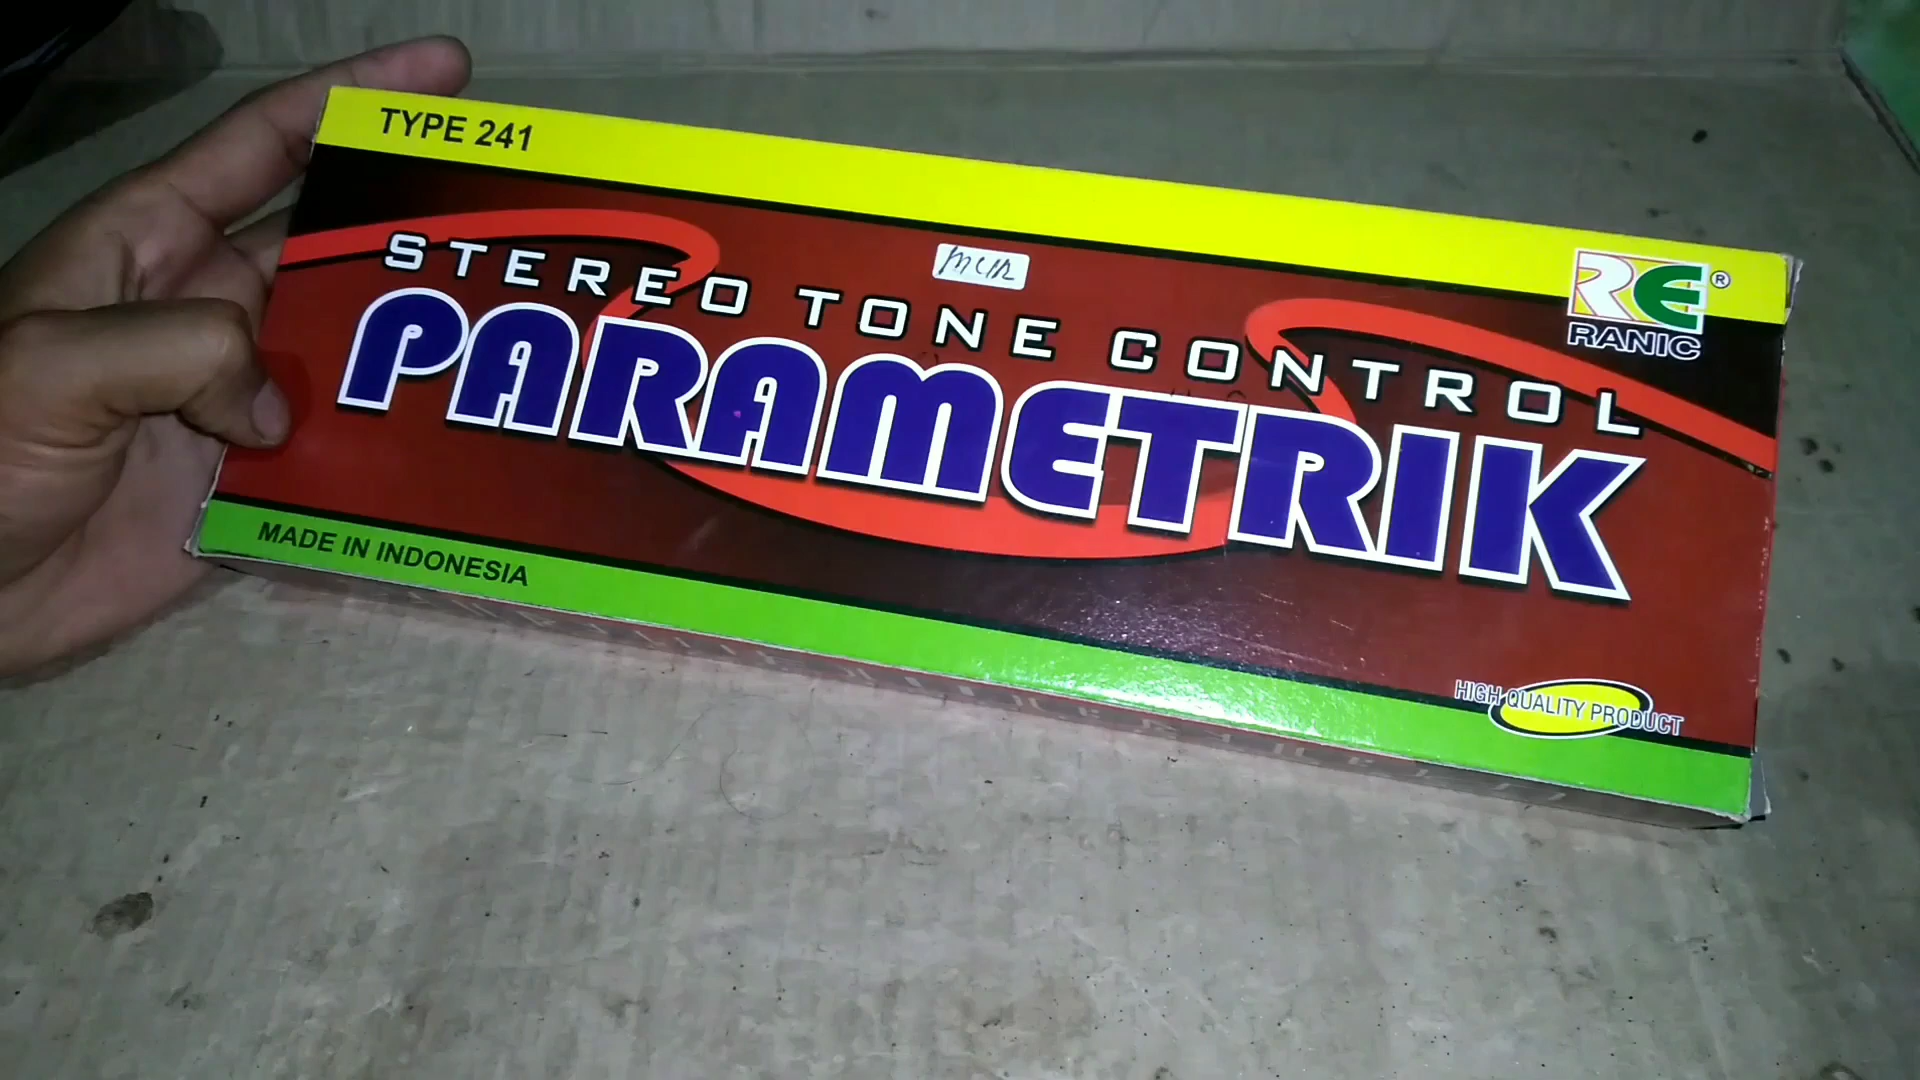 TYPE 241
STEREO TONE CONTROL
PARAMETRIK
RE®
RANIC
MADE IN INDONESIA
HIGH QUALITY PRODUCT